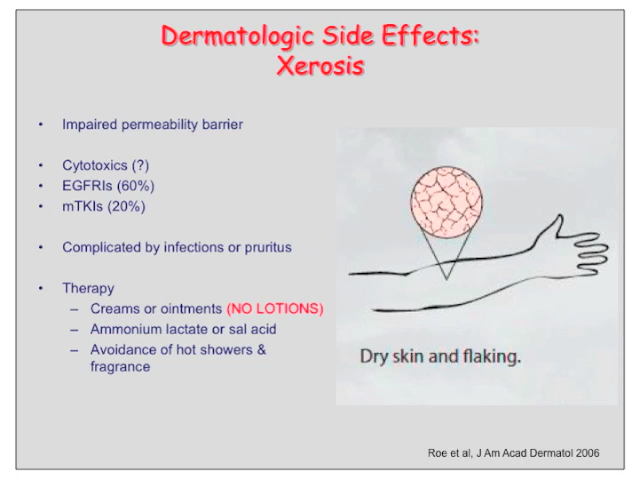 Dermatologic Side Effects:
Xerosis
• Impaired permeability barrier
• Cytotoxics (?)
• EGFRIs (60%)
• mTKIs (20%)
• Complicated by infections or pruritus
• Therapy
– Creams or ointments (NO LOTIONS)
– Ammonium lactate or sal acid
– Avoidance of hot showers &
fragrance
Dry skin and flaking.
Roe et al, J Am Acad Dermatol 2006